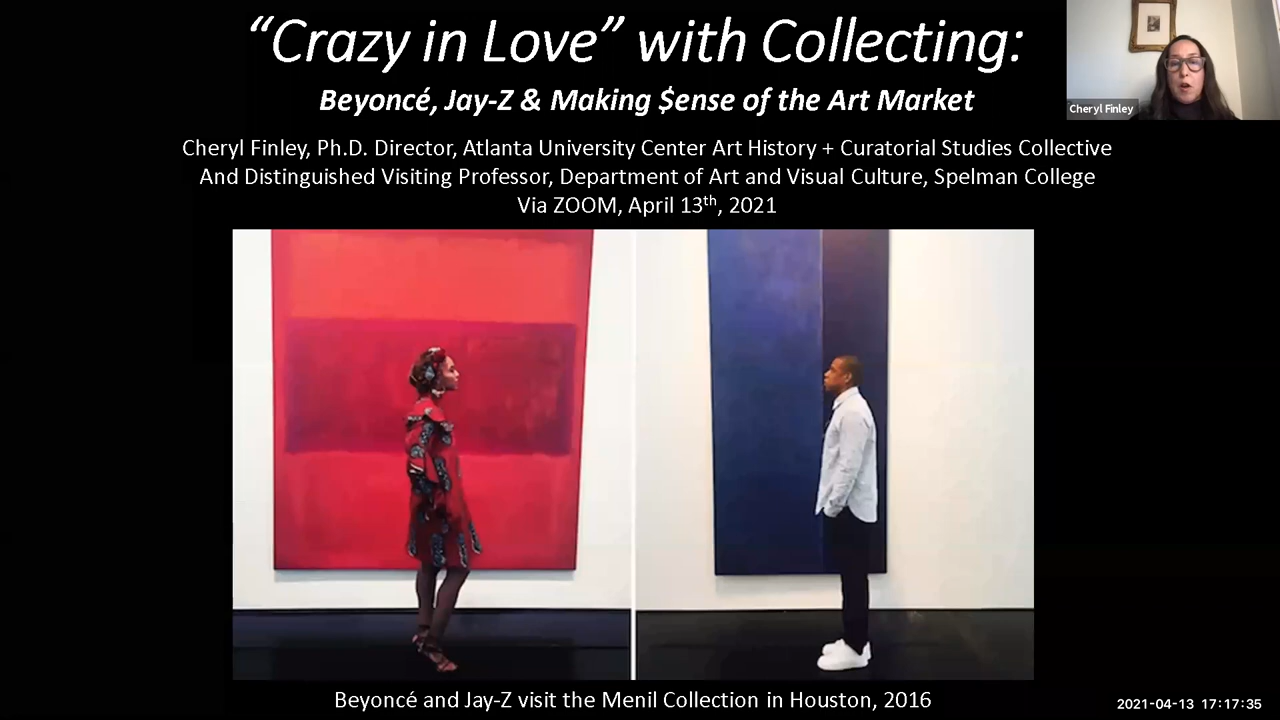 “Crazy in Love” with Collecting:
Beyoncé, Jay-Z & Making $ense of the Art Market
Cheryl Finley
Cheryl Finley, Ph.D. Director, Atlanta University Center Art History + Curatorial Studies Collective
And Distinguished Visiting Professor, Department of Art and Visual Culture, Spelman College
Via ZOOM, April 13th, 2021
Beyoncé and Jay-Z visit the Menil Collection in Houston, 2016
2021-04-13 17:17:35